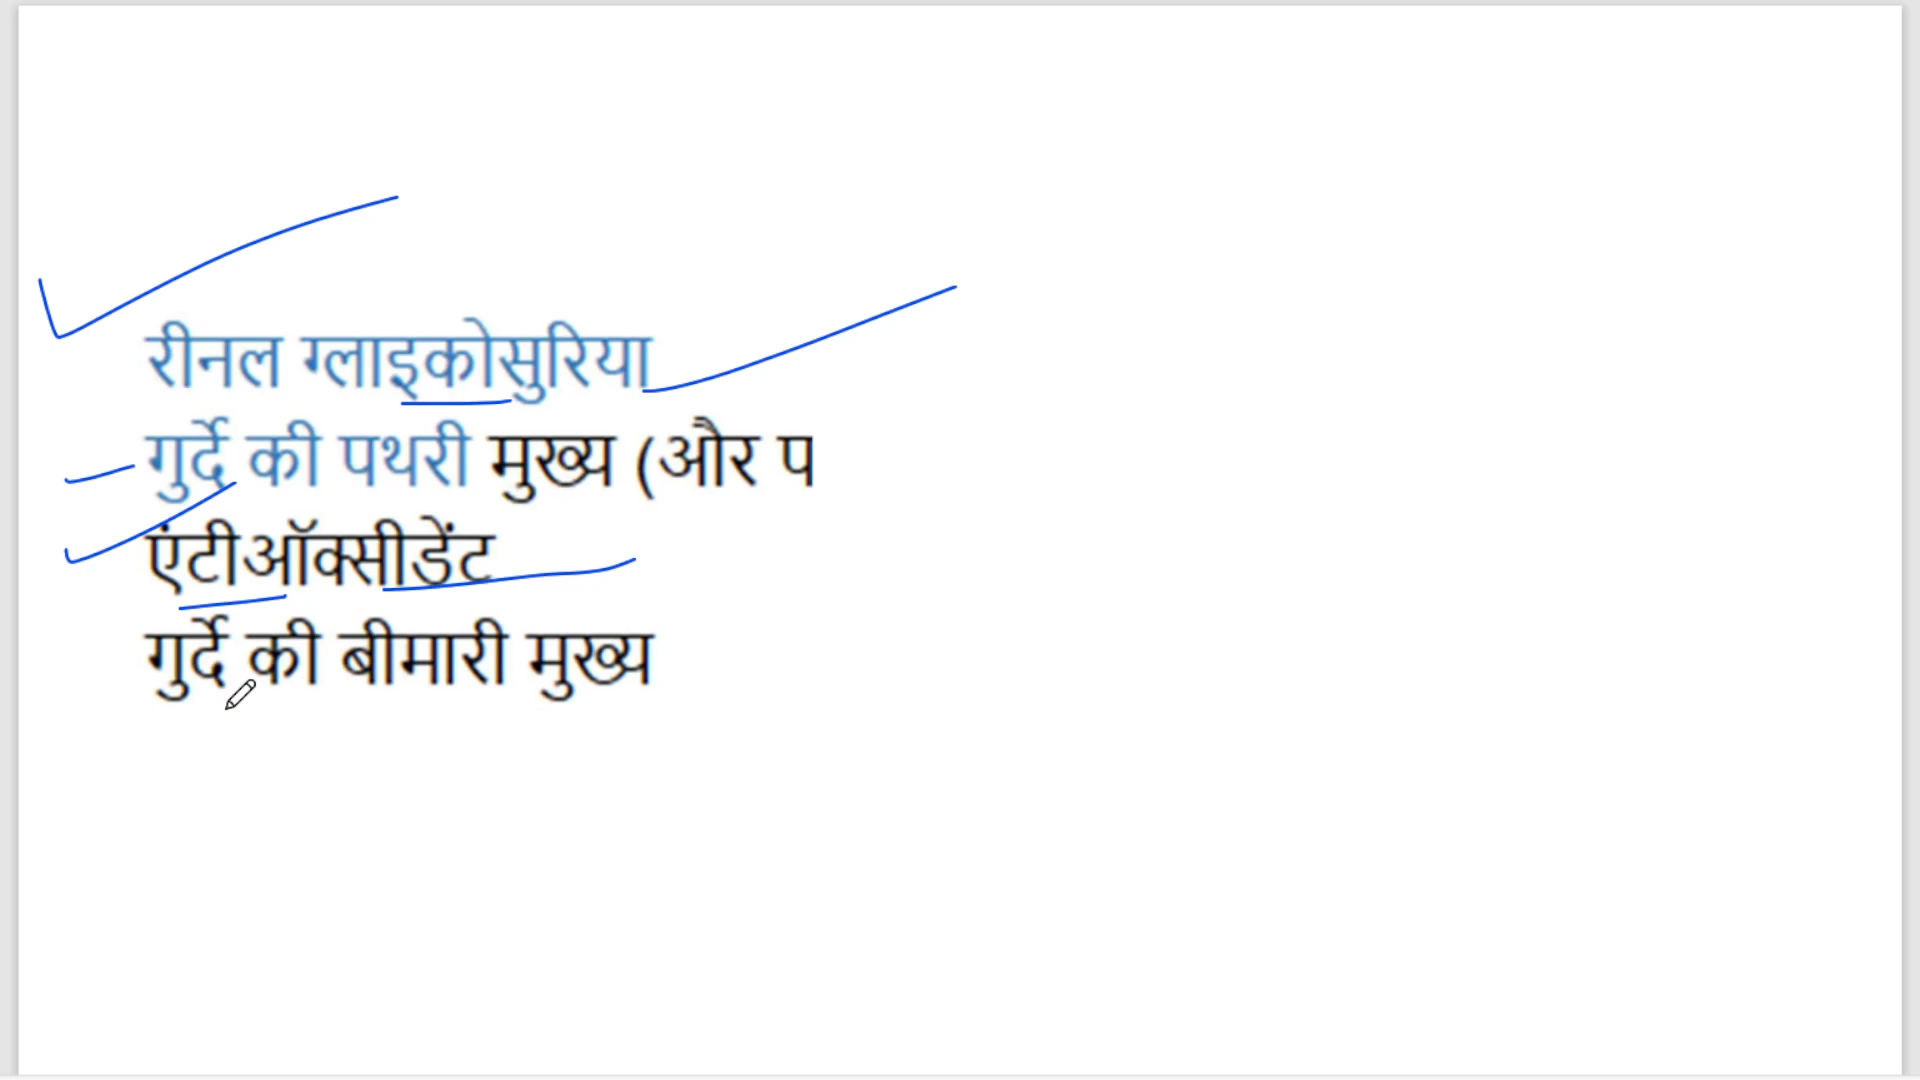 रीनल ग्लाइकोसुरिया
गुर्दे की पथरी मुख्य (और प
एंटीऑक्सीडेंट
गुर्दे की बीमारी मुख्य